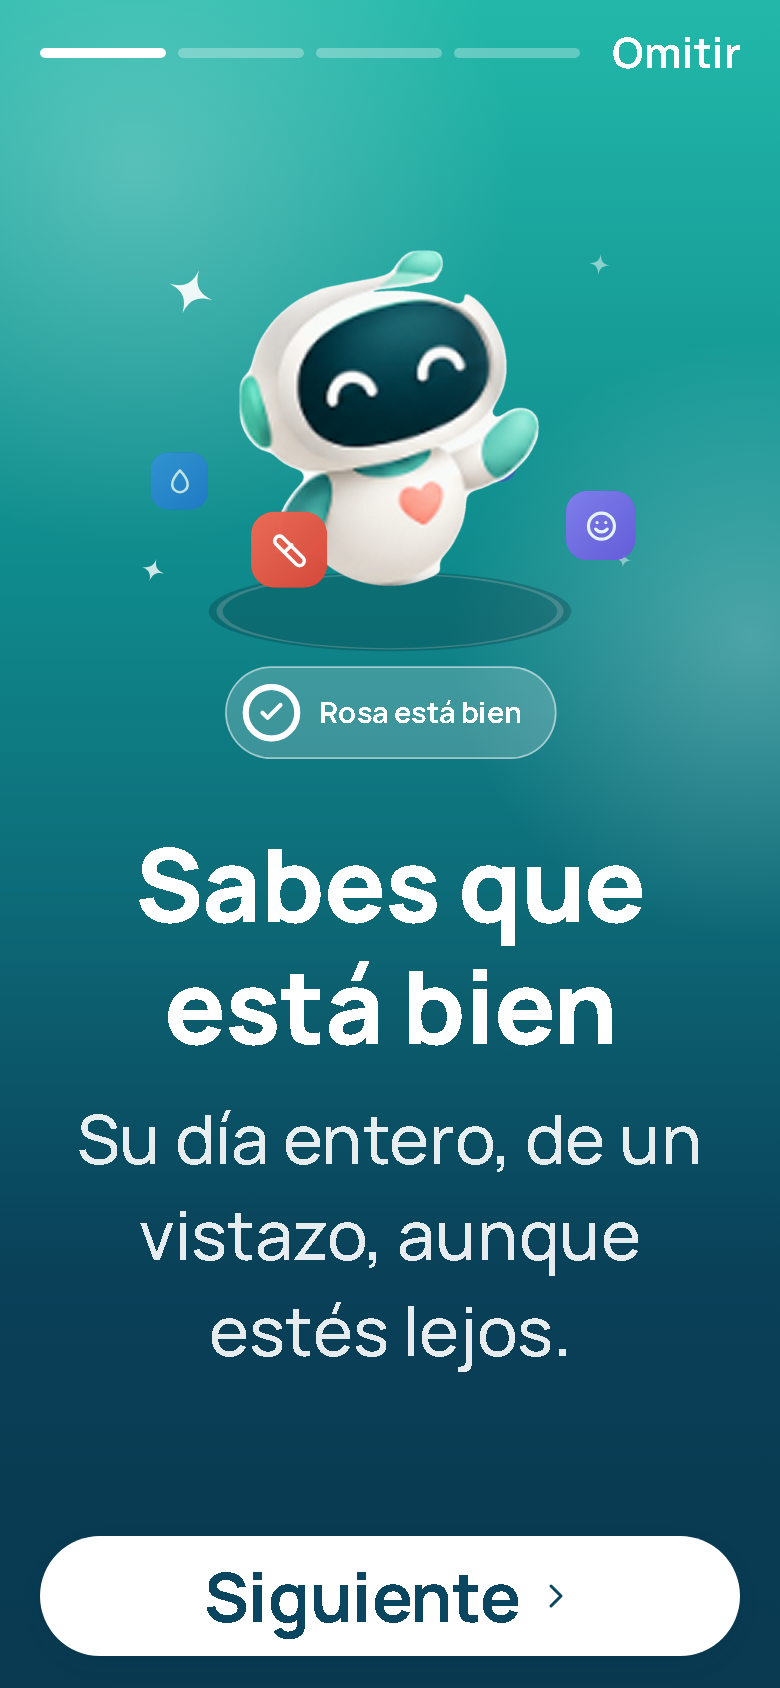 Omitir
Rosa está bien
Sabes que
está bien
Su día entero, de un
vistazo, aunque
estés lejos.
Siguiente